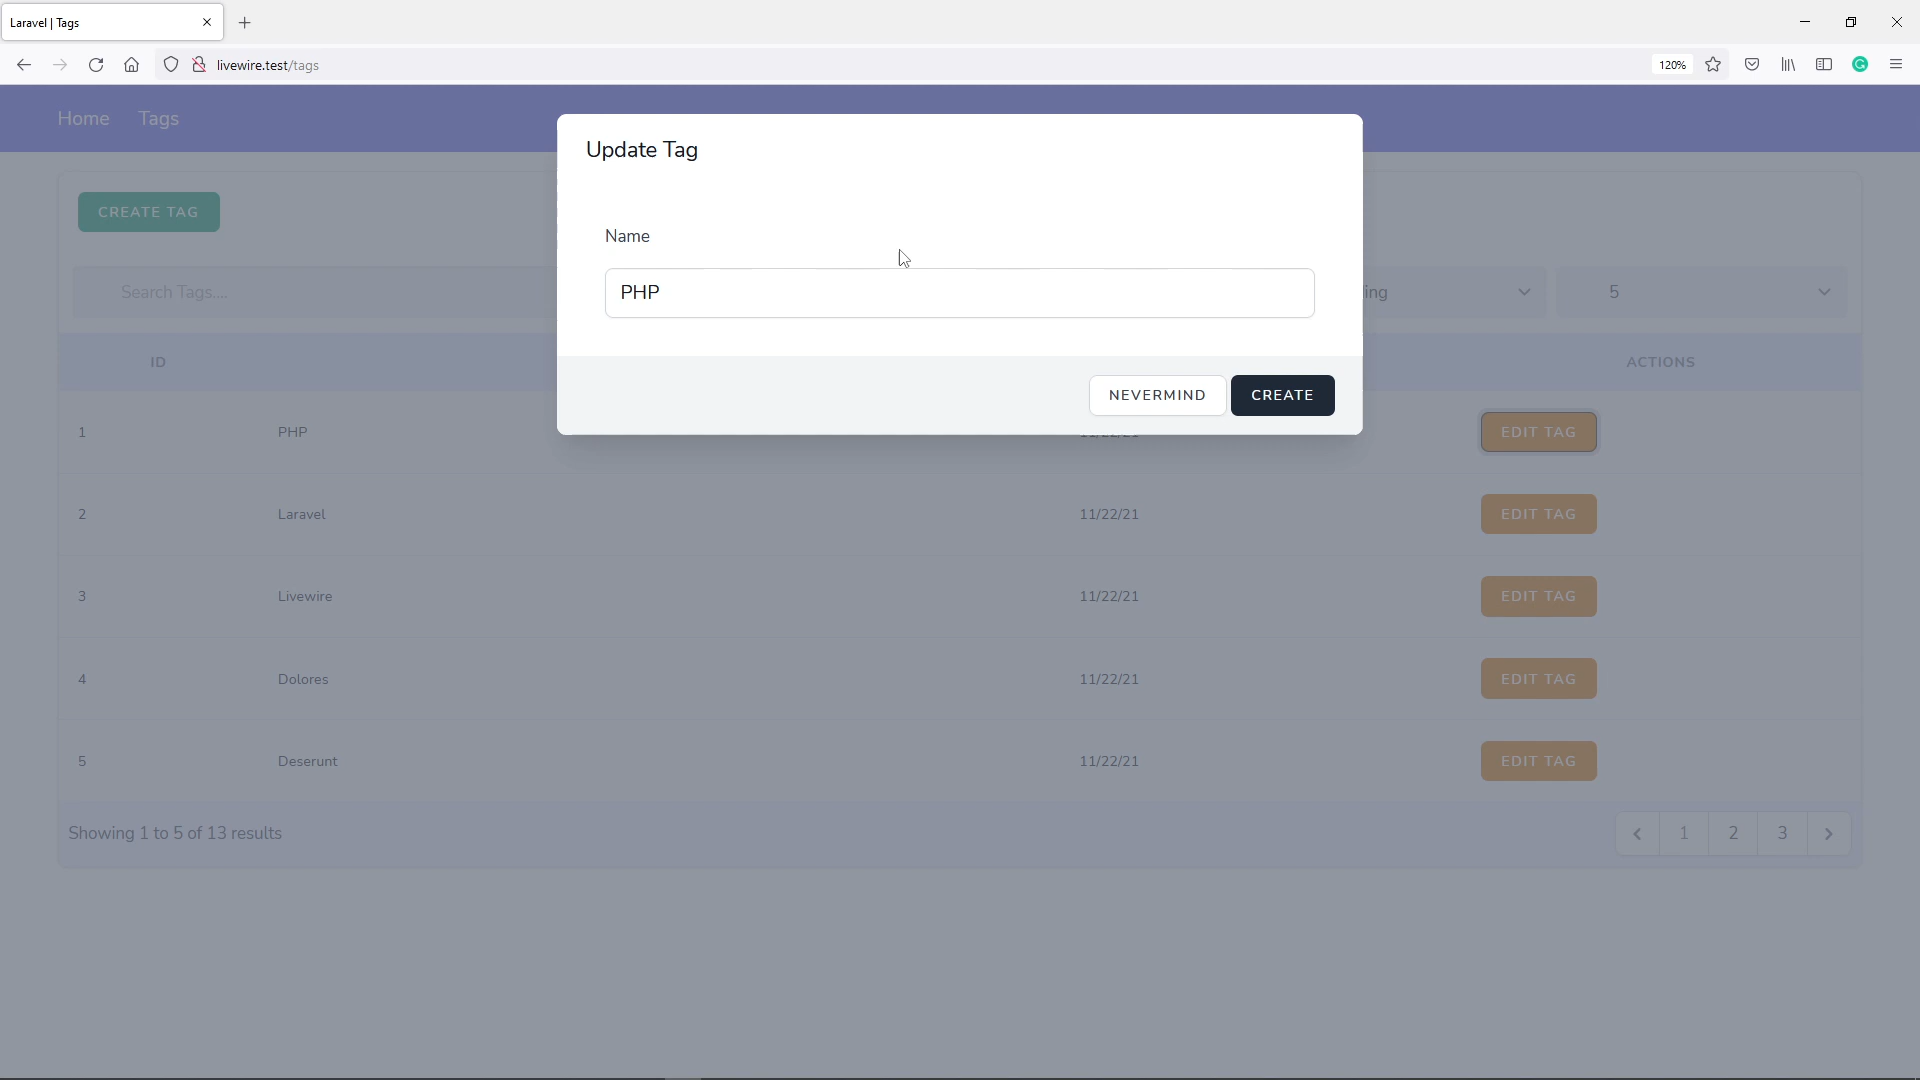 Laravel | Tags
livewire.test/tags
120%
Home Tags
Update Tag
CREATE TAG
Name
Search Tags.... PHP ing 5
ID ACTIONS
NEVERMIND CREATE
1 PHP 11/22/21 EDIT TAG
2 Laravel 11/22/21 EDIT TAG
3 Livewire 11/22/21 EDIT TAG
4 Dolores 11/22/21 EDIT TAG
5 Deserunt 11/22/21 EDIT TAG
Showing 1 to 5 of 13 results 1 2 3